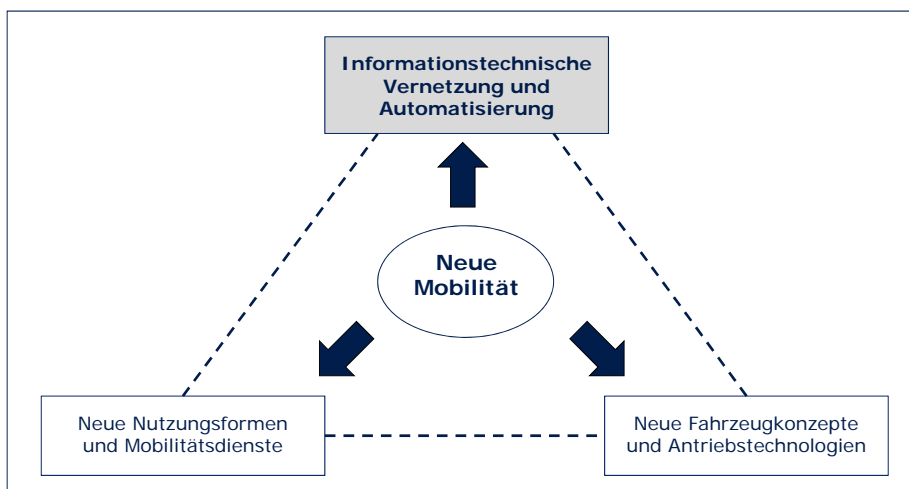 Informationstechnische
Vernetzung und
Automatisierung
Neue
Mobilität
Neue Nutzungsformen
und Mobilitätsdienste
Neue Fahrzeugkonzepte
und Antriebstechnologien